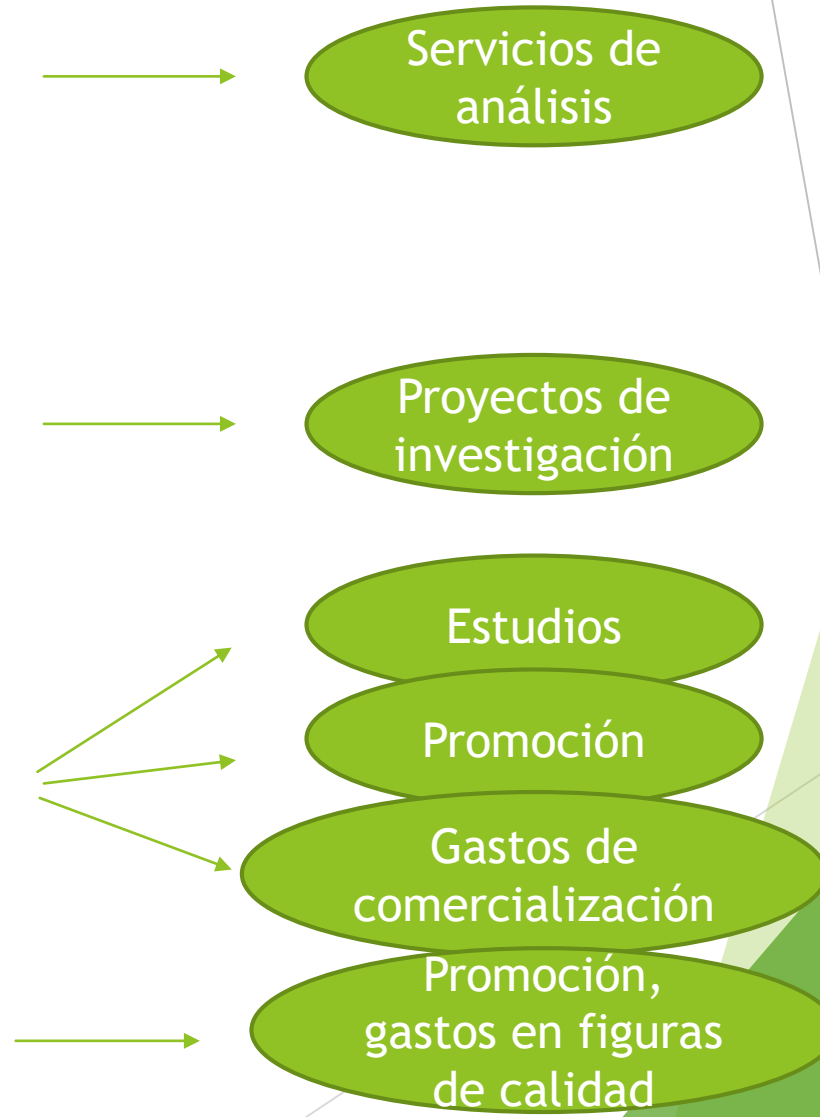 Servicios de
análisis
Proyectos de
investigación
Estudios
Promoción
Gastos de
comercialización
Promoción,
gastos en figuras
de calidad